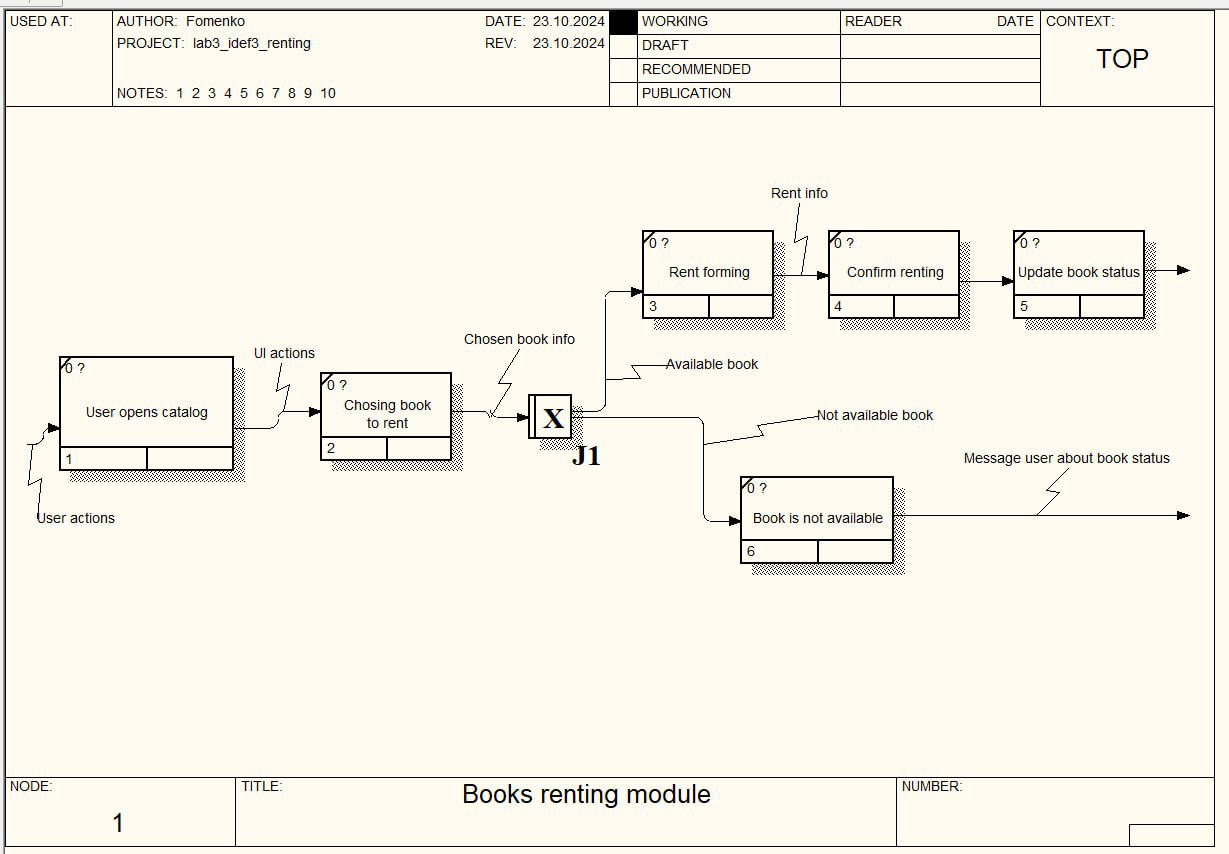 USED AT:
AUTHOR: Fomenko
DATE: 23.10.2024
PROJECT: lab3_idef3_renting
REV: 23.10.2024
NOTES: 1 2 3 4 5 6 7 8 9 10
WORKING
DRAFT
RECOMMENDED
PUBLICATION
READER DATE
CONTEXT:
TOP
Rent info
0 ?
Rent forming
3
0 ?
Confirm renting
4
0 ?
Update book status
5
Chosen book info
UI actions
Available book
0 ?
User opens catalog
1
0 ?
Chosing book
to rent
2
X
J1
Not available book
Message user about book status
User actions
0 ?
Book is not available
6
NODE:
1
TITLE:
Books renting module
NUMBER: